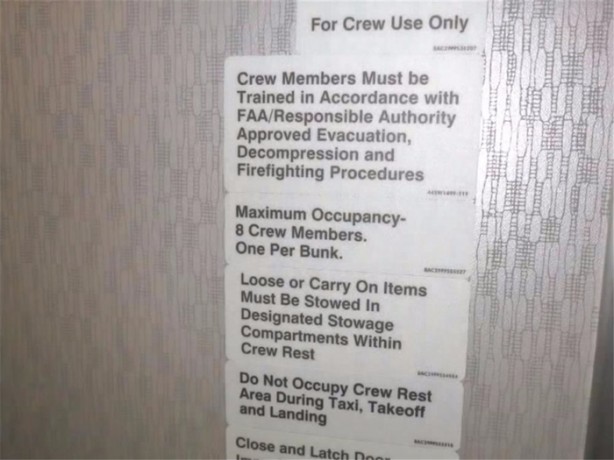 For Crew Use Only
Crew Members Must be
Trained in Accordance with
FAA/Responsible Authority
Approved Evacuation,
Decompression and
Firefighting Procedures
Maximum Occupancy-
8 Crew Members.
One Per Bunk.
Loose or Carry On Items
Must Be Stowed In
Designated Stowage
Compartments Within
Crew Rest
Do Not Occupy Crew Rest
Area During Taxi, Takeoff
and Landing
Close and Latch Door